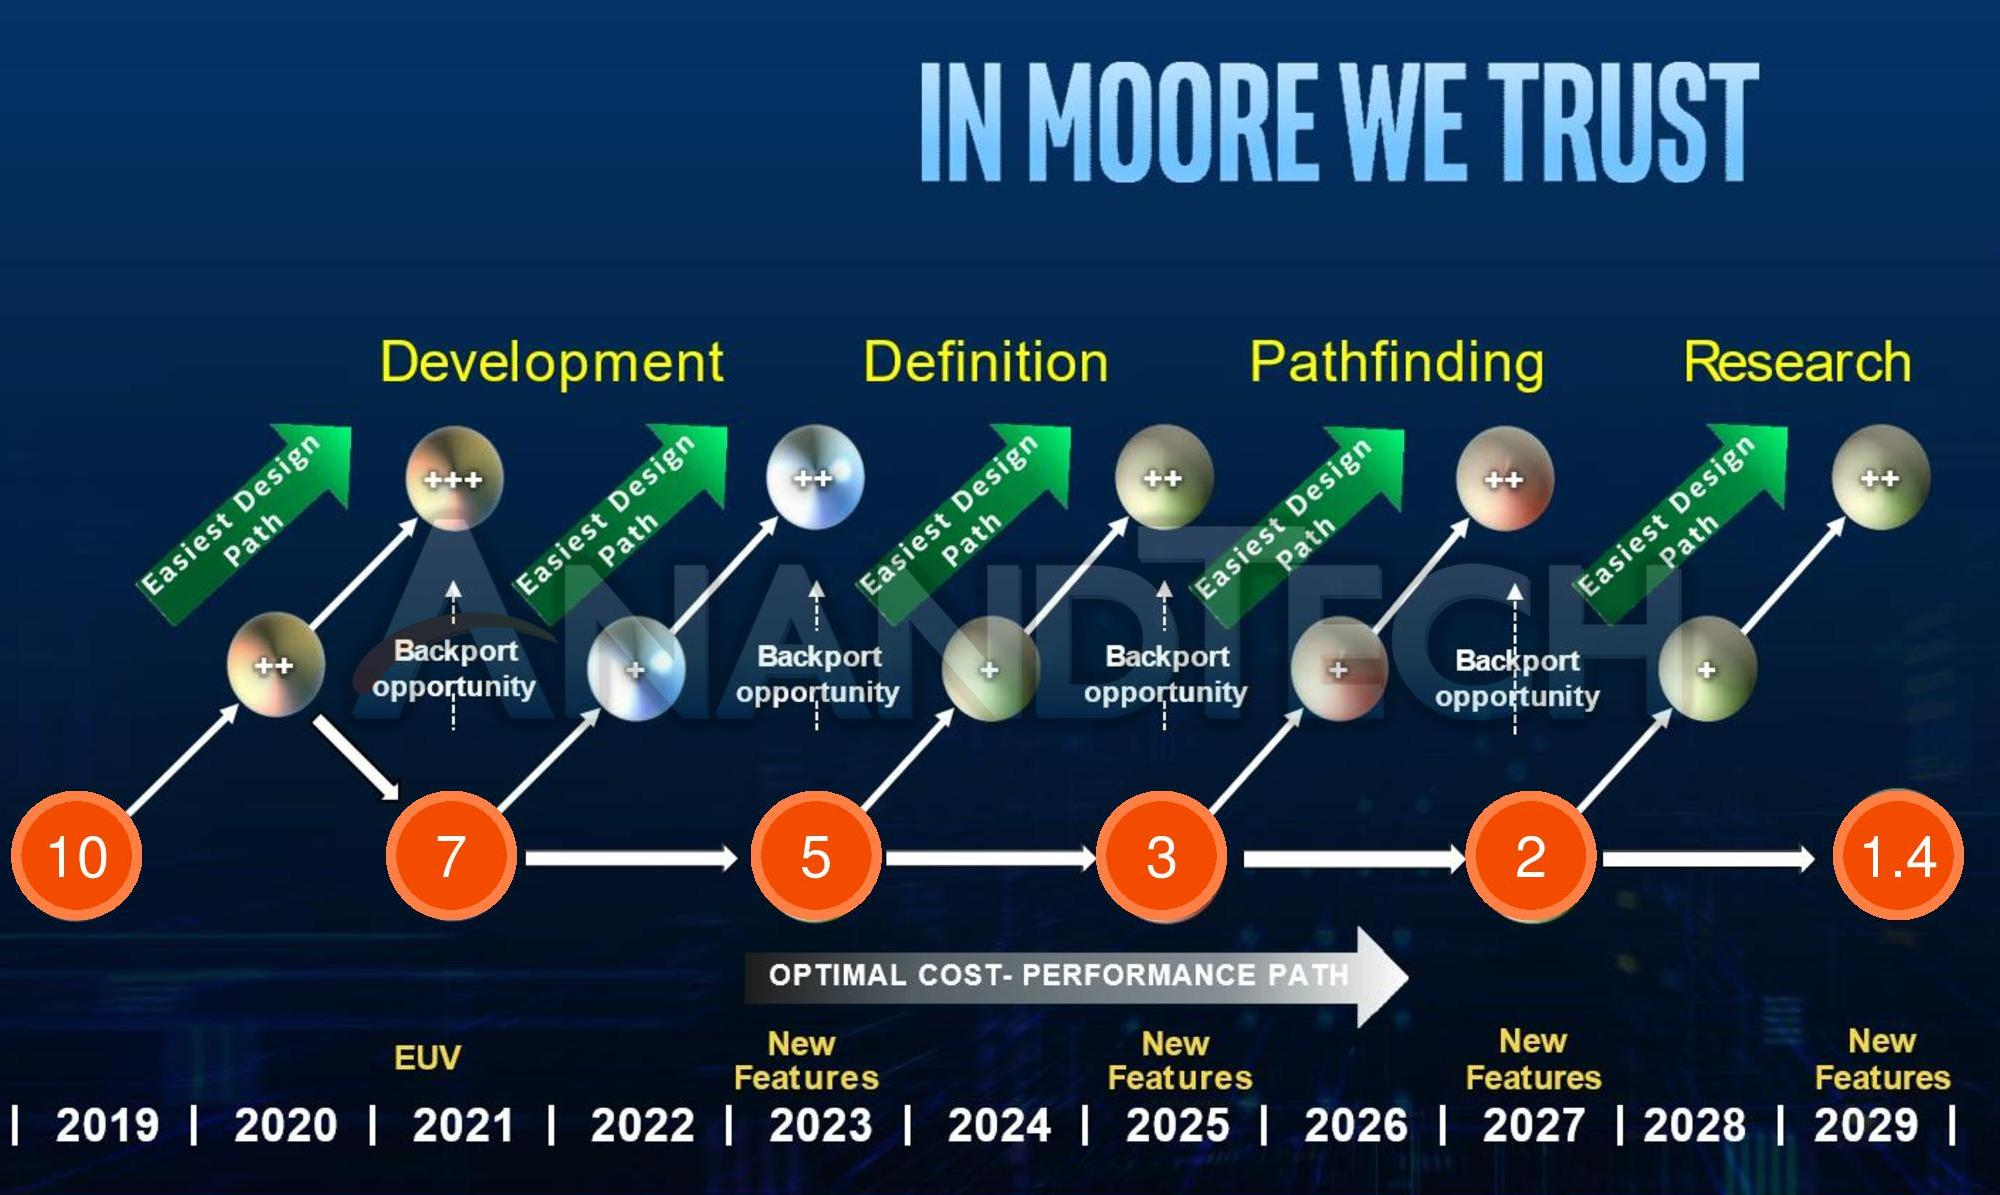 IN MOORE WE TRUST
Development
Definition
Pathfinding
Research
Easiest Design
Path
+++
Easiest Design
Path
++
Easiest Design
Path
++
Easiest Design
Path
++
Easiest Design
Path
++
++
Backport
opportunity
+
Backport
opportunity
+
Backport
opportunity
+
Backport
opportunity
+
ANANDTECH
10
7
5
3
2
1.4
OPTIMAL COST- PERFORMANCE PATH
EUV
New
Features
New
Features
New
Features
New
Features
| 2019 | 2020 | 2021 | 2022 | 2023 | 2024 | 2025 | 2026 | 2027 | 2028 | 2029 |